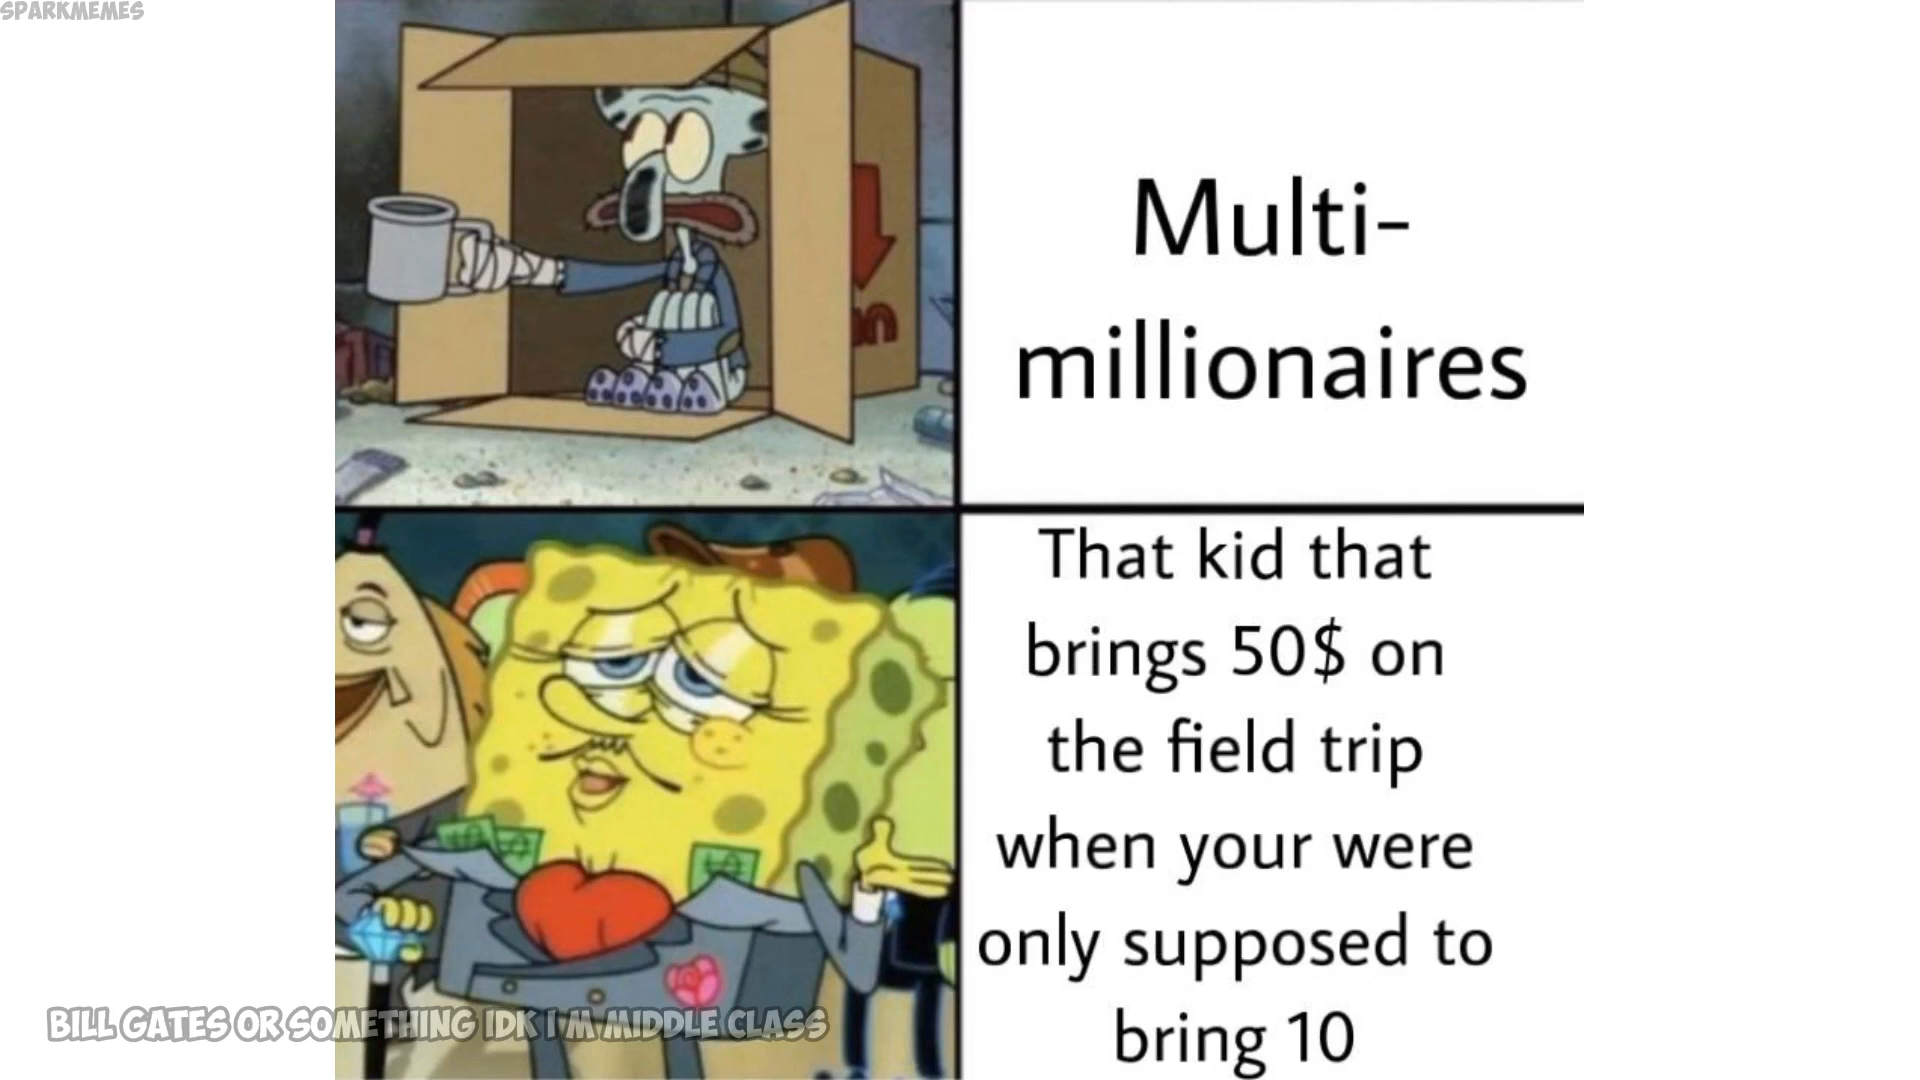 SPARKMEMES
Multi-
millionaires
That kid that
brings 50$ on
the field trip
when your were
only supposed to
bring 10
BILL GATES OR SOMETHING IDK I M MIDDLE CLASS